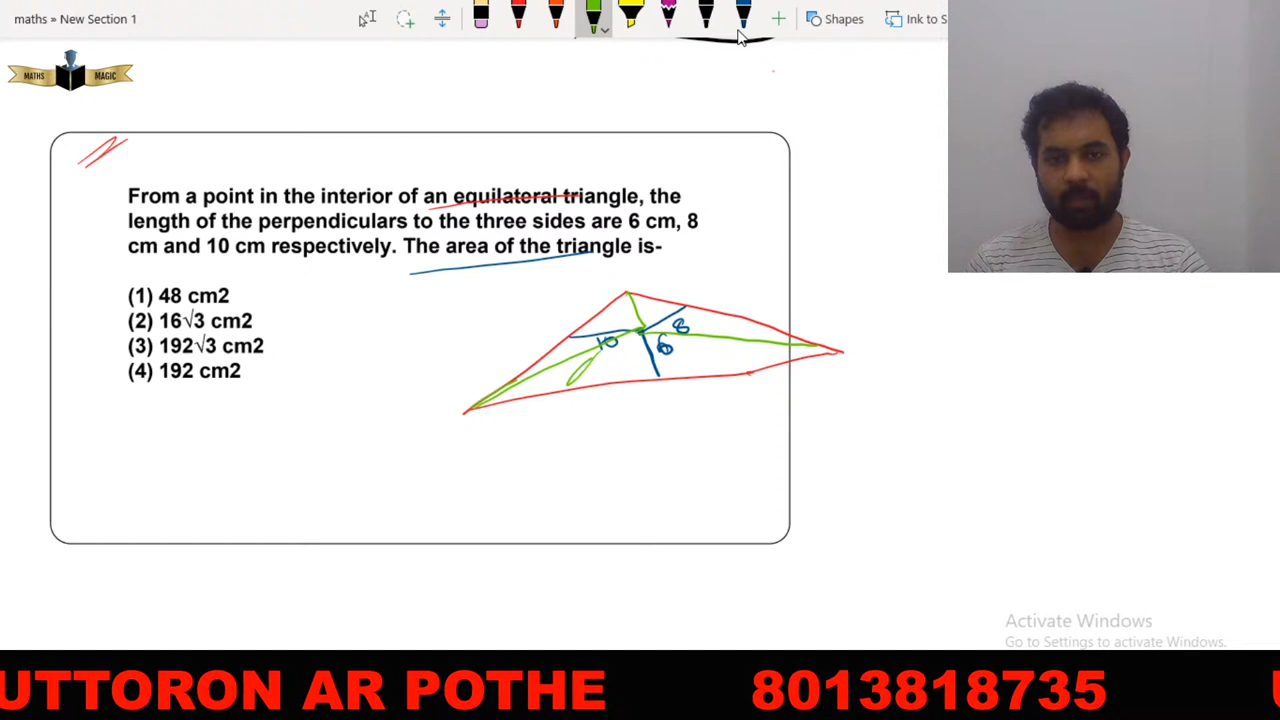 maths » New Section 1
Shapes
Ink to S
MATHS MAGIC
From a point in the interior of an equilateral triangle, the
length of the perpendiculars to the three sides are 6 cm, 8
cm and 10 cm respectively. The area of the triangle is-
(1) 48 cm2
(2) 16√3 cm2
(3) 192√3 cm2
(4) 192 cm2
8
10
6
Activate Windows
Go to Settings to activate Windows.
UTTORON AR POTHE 8013818735 U